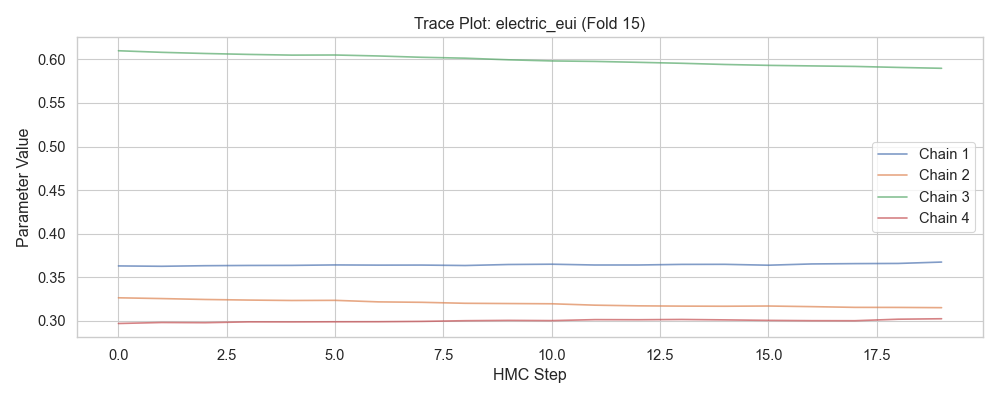 Trace Plot: electric_eui (Fold 15)
Parameter Value
0.60
0.55
0.50
0.45
0.40
0.35
0.30
Chain 1
Chain 2
Chain 3
Chain 4
0.0 2.5 5.0 7.5 10.0 12.5 15.0 17.5
HMC Step